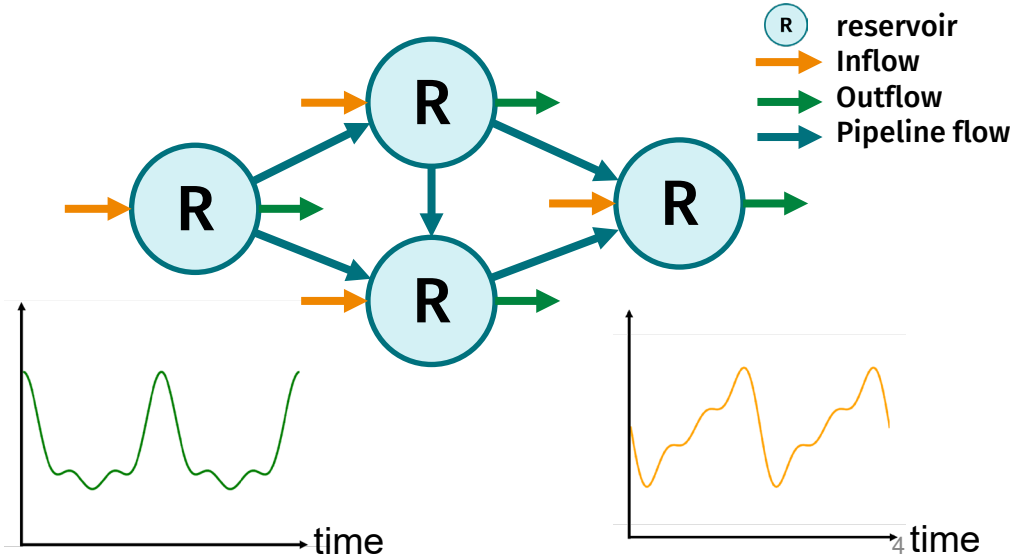 R reservoir
Inflow
Outflow
Pipeline flow
R
R
R
R
time
4 time